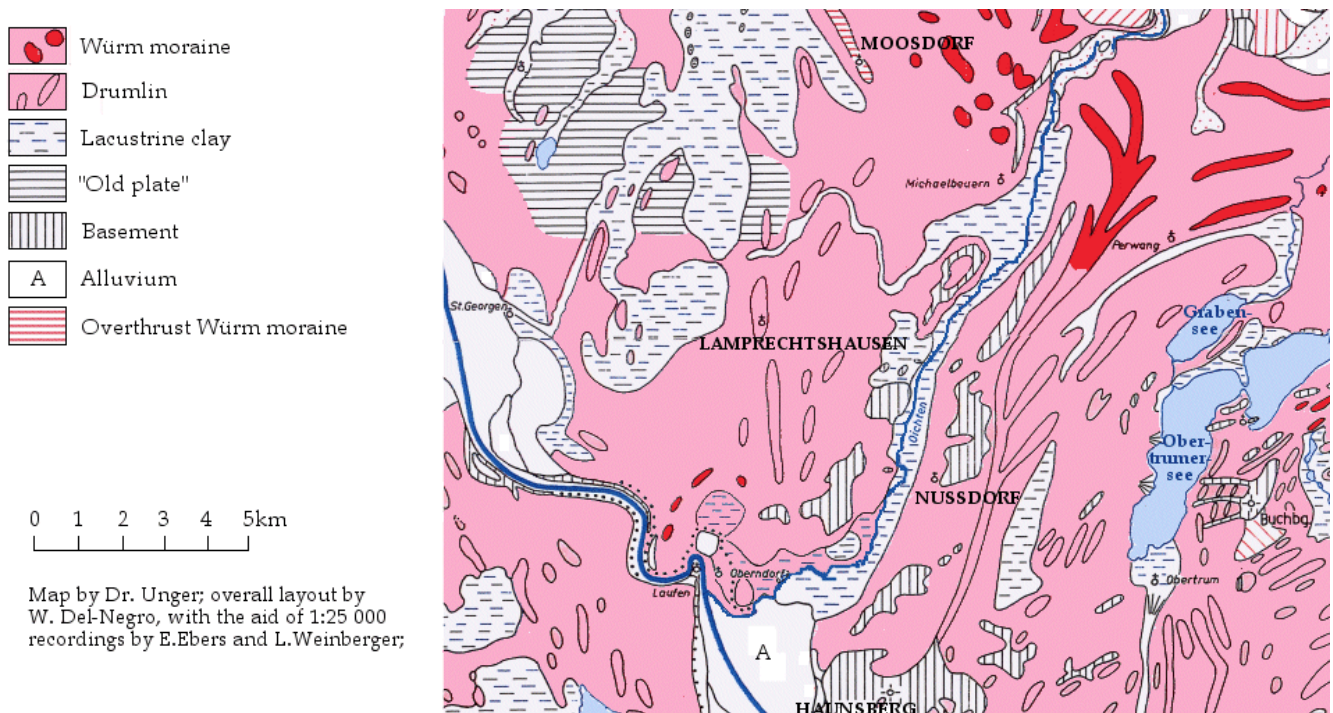 Würm moraine
Drumlin
Lacustrine clay
"Old plate"
Basement
A Alluvium
Overthrust Würm moraine
0 1 2 3 4 5km
Map by Dr. Unger; overall layout by
W. Del-Negro, with the aid of 1:25 000
recordings by E.Ebers and L.Weinberger;
MOOSDORF
Michaelbeuern
Perwang
St.Georgen
Graben-
see
LAMPRECHTSHAUSEN
Oichten
Ober-
trumer-
see
NUSSDORF
Buchbg.
Oberndorf
Laufen
Obertrum
A
HAUNSBERG